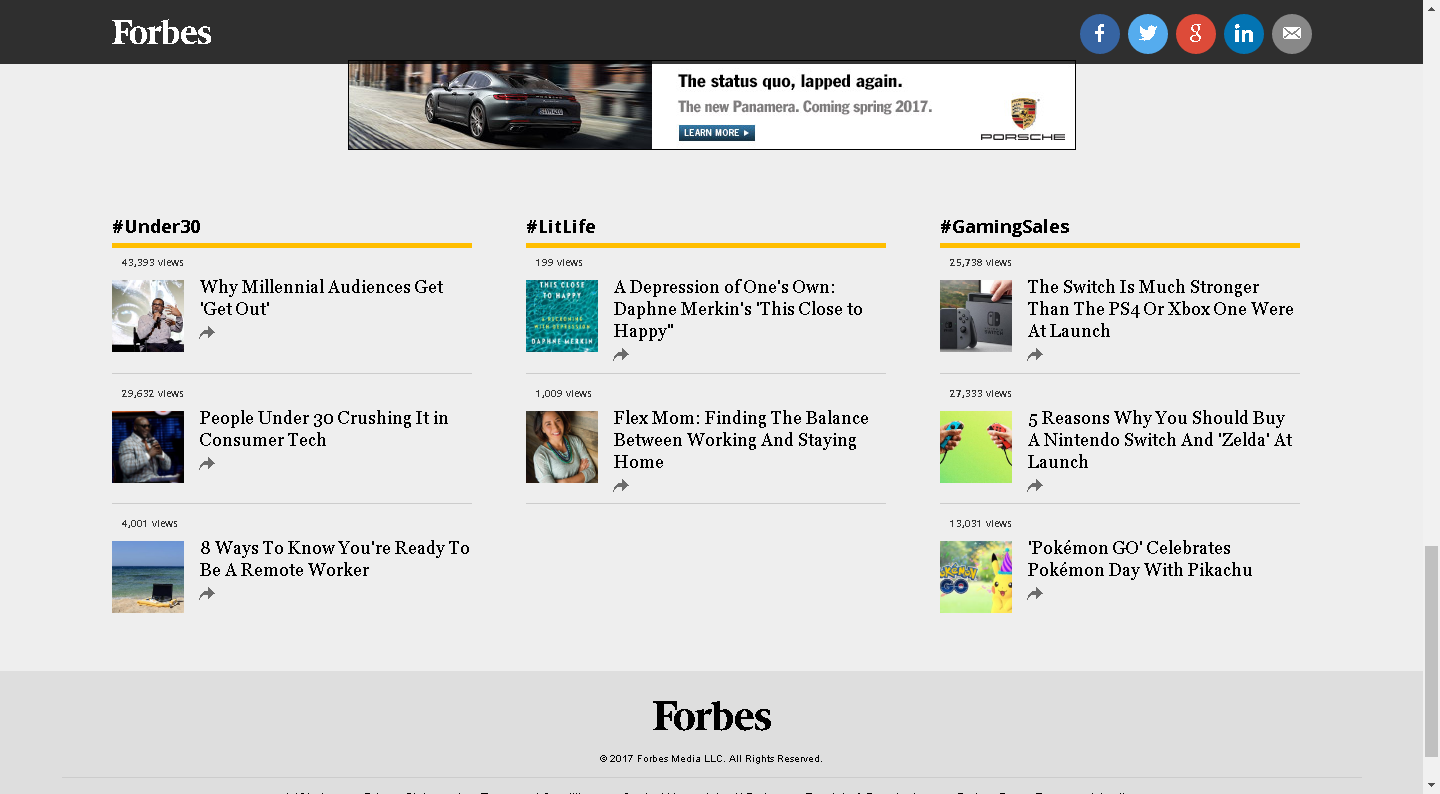 Forbes
The status quo, lapped again.
The new Panamera. Coming spring 2017.
LEARN MORE
PORSCHE
#Under30
43,393 views
Why Millennial Audiences Get
'Get Out'
29,632 views
People Under 30 Crushing It in
Consumer Tech
4,001 views
8 Ways To Know You're Ready To
Be A Remote Worker
#LitLife
199 views
THIS CLOSE
TO HAPPY
A RECKONING
WITH DEPRESSION
DAPHNE MERKIN
A Depression of One's Own:
Daphne Merkin's 'This Close to
Happy"
1,009 views
Flex Mom: Finding The Balance
Between Working And Staying
Home
#GamingSales
25,738 views
The Switch Is Much Stronger
Than The PS4 Or Xbox One Were
At Launch
27,333 views
5 Reasons Why You Should Buy
A Nintendo Switch And 'Zelda' At
Launch
13,031 views
POKÉMON
GO
'Pokémon GO' Celebrates
Pokémon Day With Pikachu
Forbes
© 2017 Forbes Media LLC. All Rights Reserved.